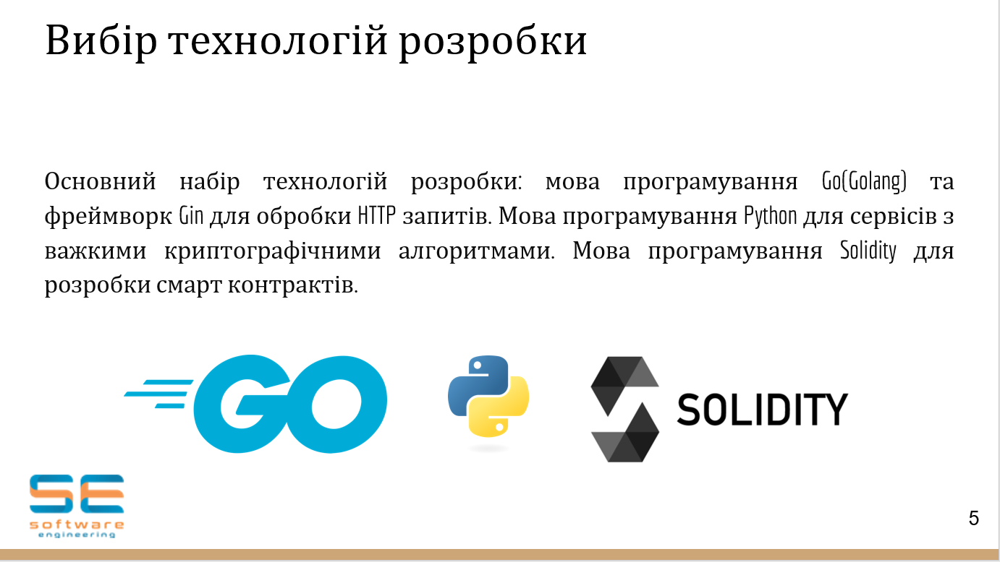 Вибір технологій розробки
Основний набір технологій розробки: мова програмування Go(Golang) та
фреймворк Gin для обробки HTTP запитів. Мова програмування Python для сервісів з
важкими криптографічними алгоритмами. Мова програмування Solidity для
розробки смарт контрактів.
GO
SOLIDITY
SE
software
engineering
5